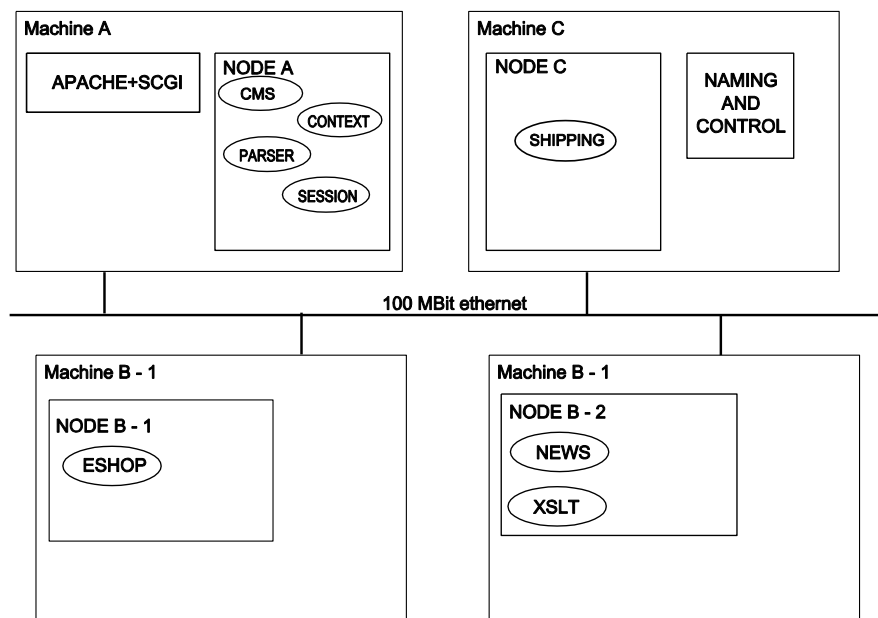 Machine A
APACHE+SCGI
NODE A
CMS
CONTEXT
PARSER
SESSION
Machine C
NODE C
SHIPPING
NAMING
AND
CONTROL
100 MBit ethernet
Machine B - 1
NODE B - 1
ESHOP
Machine B - 1
NODE B - 2
NEWS
XSLT